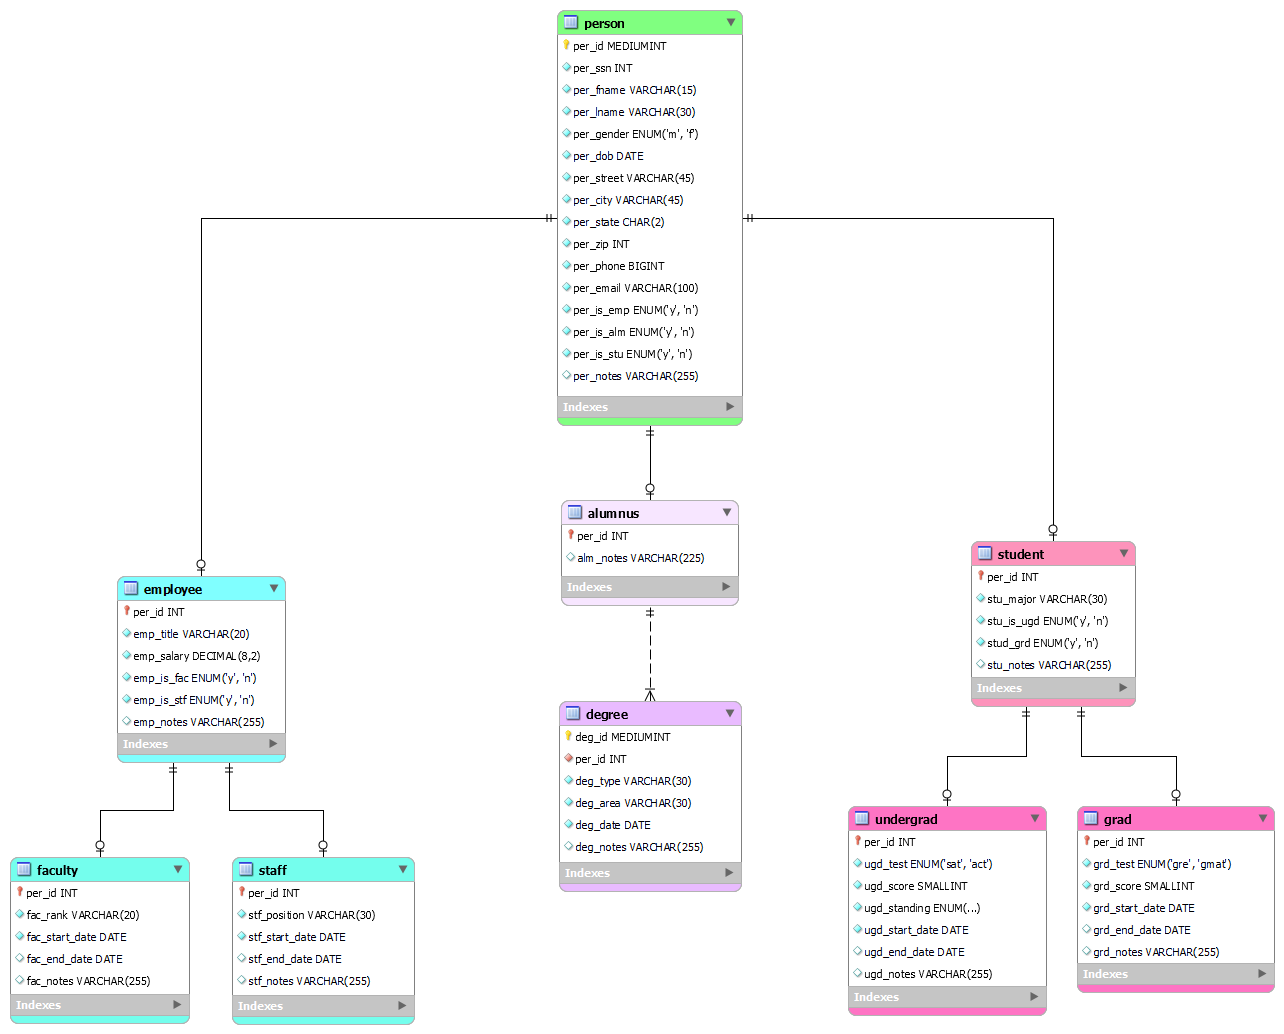 person
per_id MEDIUMINT
per_ssn INT
per_fname VARCHAR(15)
per_lname VARCHAR(30)
per_gender ENUM('m', 'f')
per_dob DATE
per_street VARCHAR(45)
per_city VARCHAR(45)
per_state CHAR(2)
per_zip INT
per_phone BIGINT
per_email VARCHAR(100)
per_is_emp ENUM('y', 'n')
per_is_alm ENUM('y', 'n')
per_is_stu ENUM('y', 'n')
per_notes VARCHAR(255)
Indexes
employee
per_id INT
emp_title VARCHAR(20)
emp_salary DECIMAL(8,2)
emp_is_fac ENUM('y', 'n')
emp_is_stf ENUM('y', 'n')
emp_notes VARCHAR(255)
Indexes
alumnus
per_id INT
alm_notes VARCHAR(225)
Indexes
student
per_id INT
stu_major VARCHAR(30)
stu_is_ugd ENUM('y', 'n')
stud_grd ENUM('y', 'n')
stu_notes VARCHAR(255)
Indexes
faculty
per_id INT
fac_rank VARCHAR(20)
fac_start_date DATE
fac_end_date DATE
fac_notes VARCHAR(255)
Indexes
staff
per_id INT
stf_position VARCHAR(30)
stf_start_date DATE
stf_end_date DATE
stf_notes VARCHAR(255)
Indexes
degree
deg_id MEDIUMINT
per_id INT
deg_type VARCHAR(30)
deg_area VARCHAR(30)
deg_date DATE
deg_notes VARCHAR(255)
Indexes
undergrad
per_id INT
ugd_test ENUM('sat', 'act')
ugd_score SMALLINT
ugd_standing ENUM(...)
ugd_start_date DATE
ugd_end_date DATE
ugd_notes VARCHAR(255)
Indexes
grad
per_id INT
grd_test ENUM('gre', 'gmat')
grd_score SMALLINT
grd_start_date DATE
grd_end_date DATE
grd_notes VARCHAR(255)
Indexes